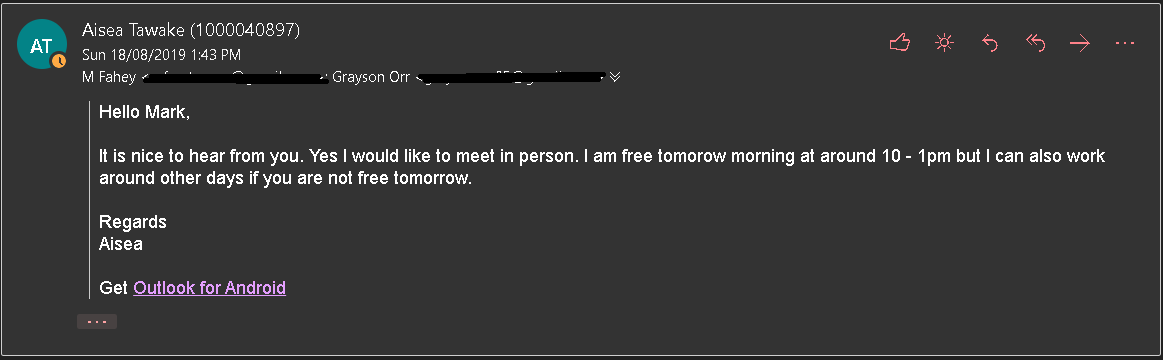 AT
Aisea Tawake (1000040897)
Sun 18/08/2019 1:43 PM
M Fahey < Grayson Orr <
Hello Mark,
It is nice to hear from you. Yes I would like to meet in person. I am free tomorow morning at around 10 - 1pm but I can also work
around other days if you are not free tomorrow.
Regards
Aisea
Get Outlook for Android